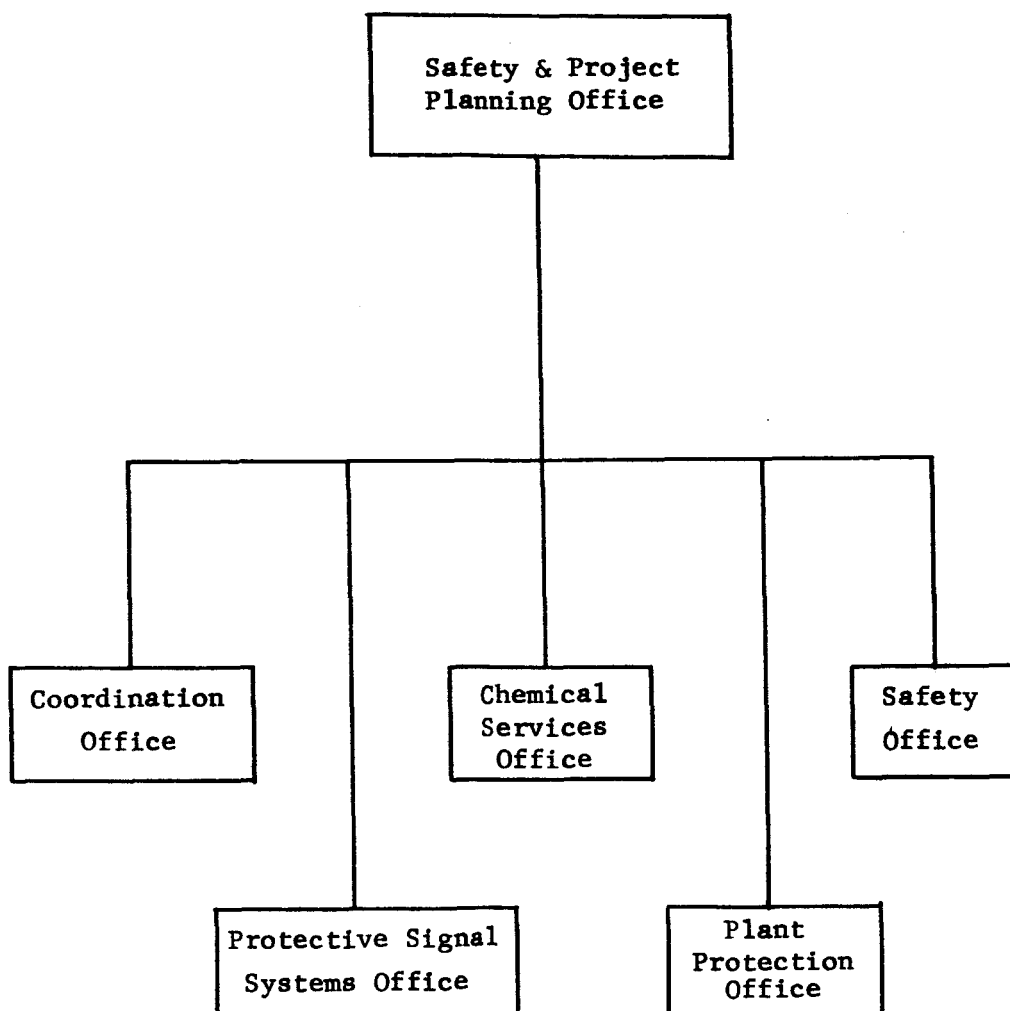 Safety & Project
Planning Office
Coordination
Office
Chemical
Services
Office
Safety
Office
Protective Signal
Systems Office
Plant
Protection
Office